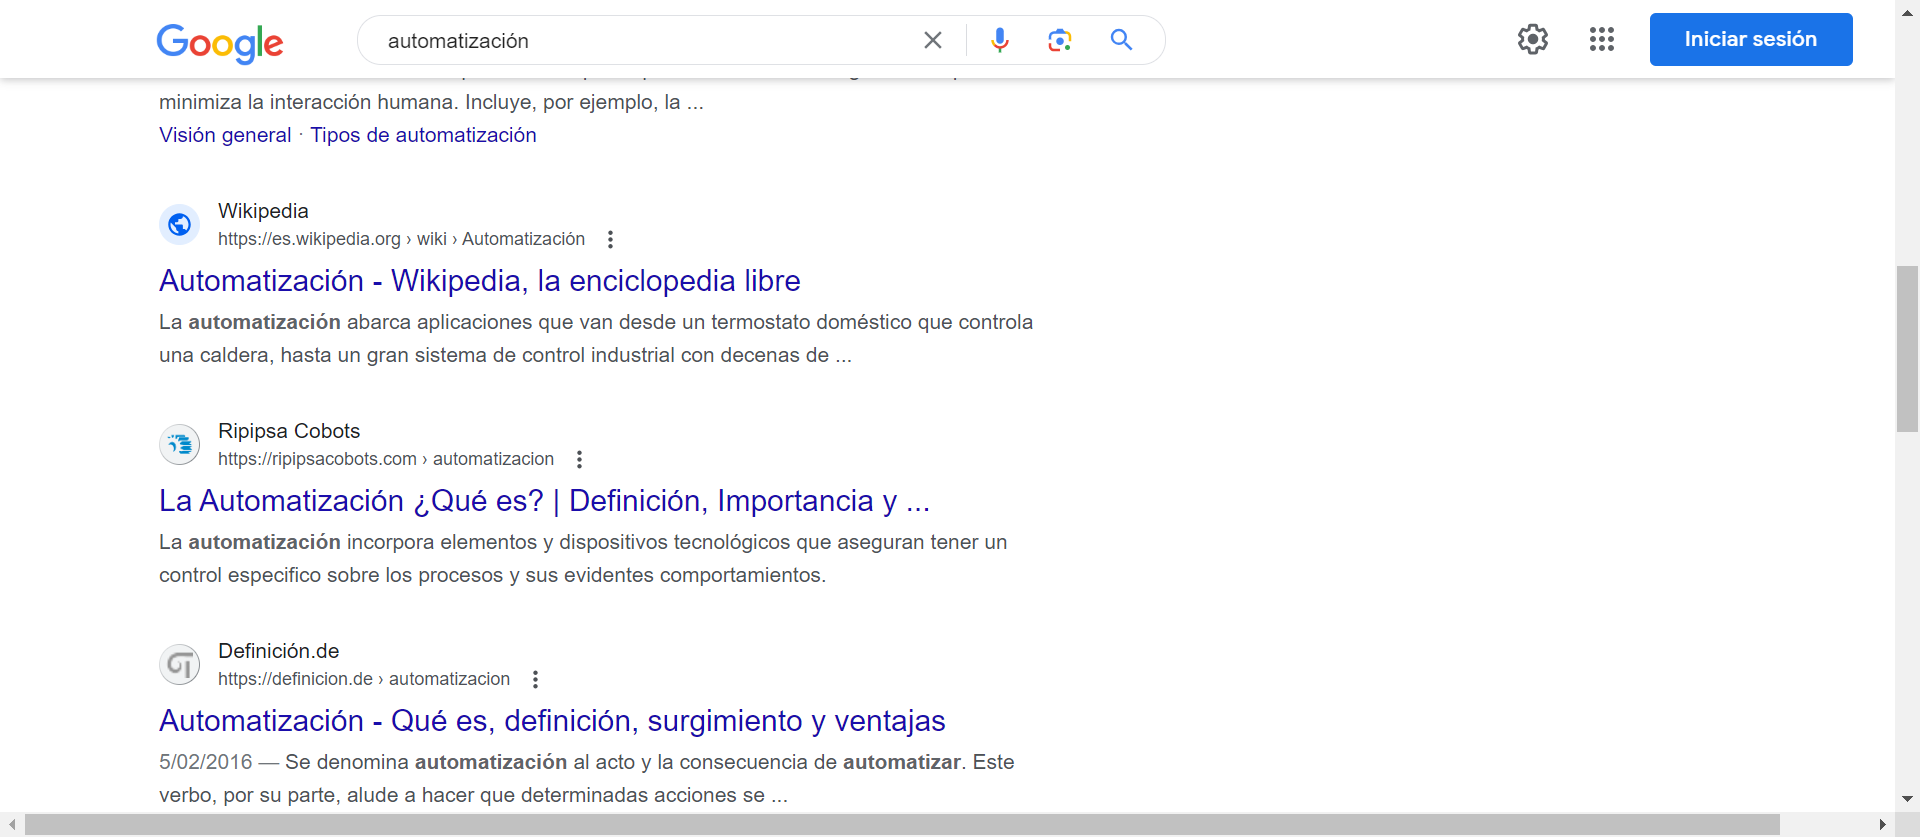 Google
automatización
Iniciar sesión
minimiza la interacción humana. Incluye, por ejemplo, la ...
Visión general · Tipos de automatización
Wikipedia
https://es.wikipedia.org › wiki › Automatización
Automatización - Wikipedia, la enciclopedia libre
La automatización abarca aplicaciones que van desde un termostato doméstico que controla
una caldera, hasta un gran sistema de control industrial con decenas de ...
Ripipsa Cobots
https://ripipsacobots.com › automatizacion
La Automatización ¿Qué es? | Definición, Importancia y ...
La automatización incorpora elementos y dispositivos tecnológicos que aseguran tener un
control especifico sobre los procesos y sus evidentes comportamientos.
Definición.de
https://definicion.de › automatizacion
Automatización - Qué es, definición, surgimiento y ventajas
5/02/2016 — Se denomina automatización al acto y la consecuencia de automatizar. Este
verbo, por su parte, alude a hacer que determinadas acciones se ...